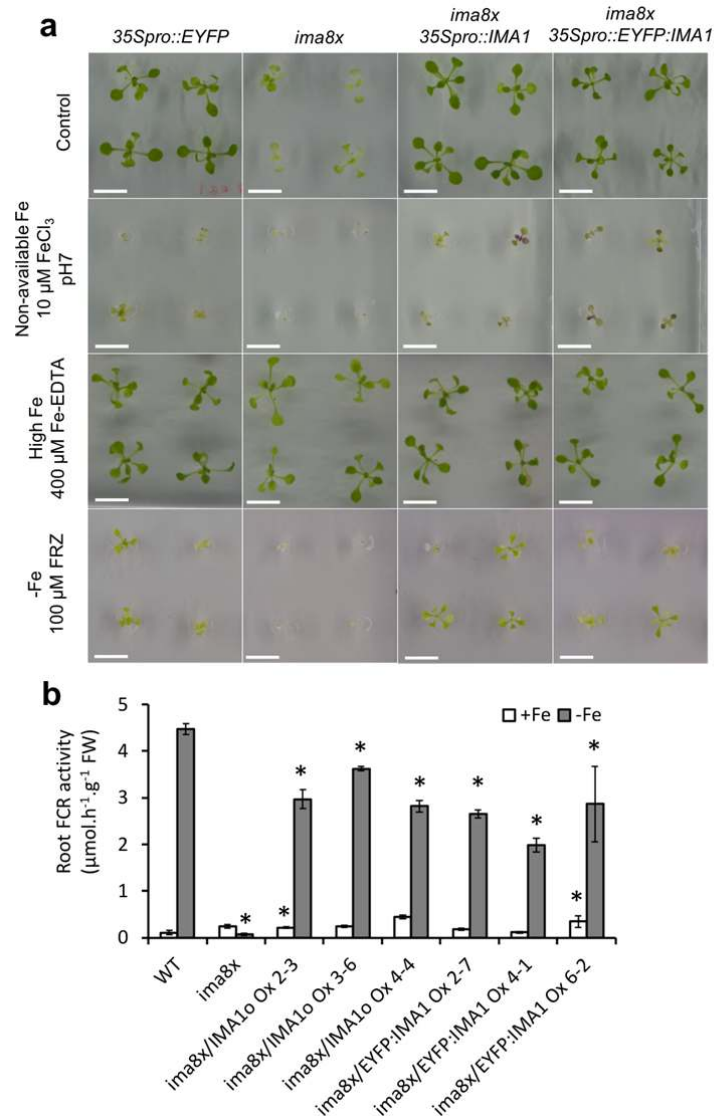 a
35Spro::EYFP
ima8x
ima8x
35Spro::IMA1
ima8x
35Spro::EYFP:IMA1
Control
Non-available Fe
10 µM FeCl3
pH7
High Fe
400 µM Fe-EDTA
-Fe
100 µM FRZ
b
Root FCR activity
(µmol.h-1.g-1 FW)
5
4
3
2
1
0
+Fe
-Fe
*
*
*
*
*
*
*
*
*
WT
ima8x
ima8x/IMA1o Ox 2-3
ima8x/IMA1o Ox 3-6
ima8x/IMA1o Ox 4-4
ima8x/EYFP:IMA1 Ox 2-7
ima8x/EYFP:IMA1 Ox 4-1
ima8x/EYFP:IMA1 Ox 6-2